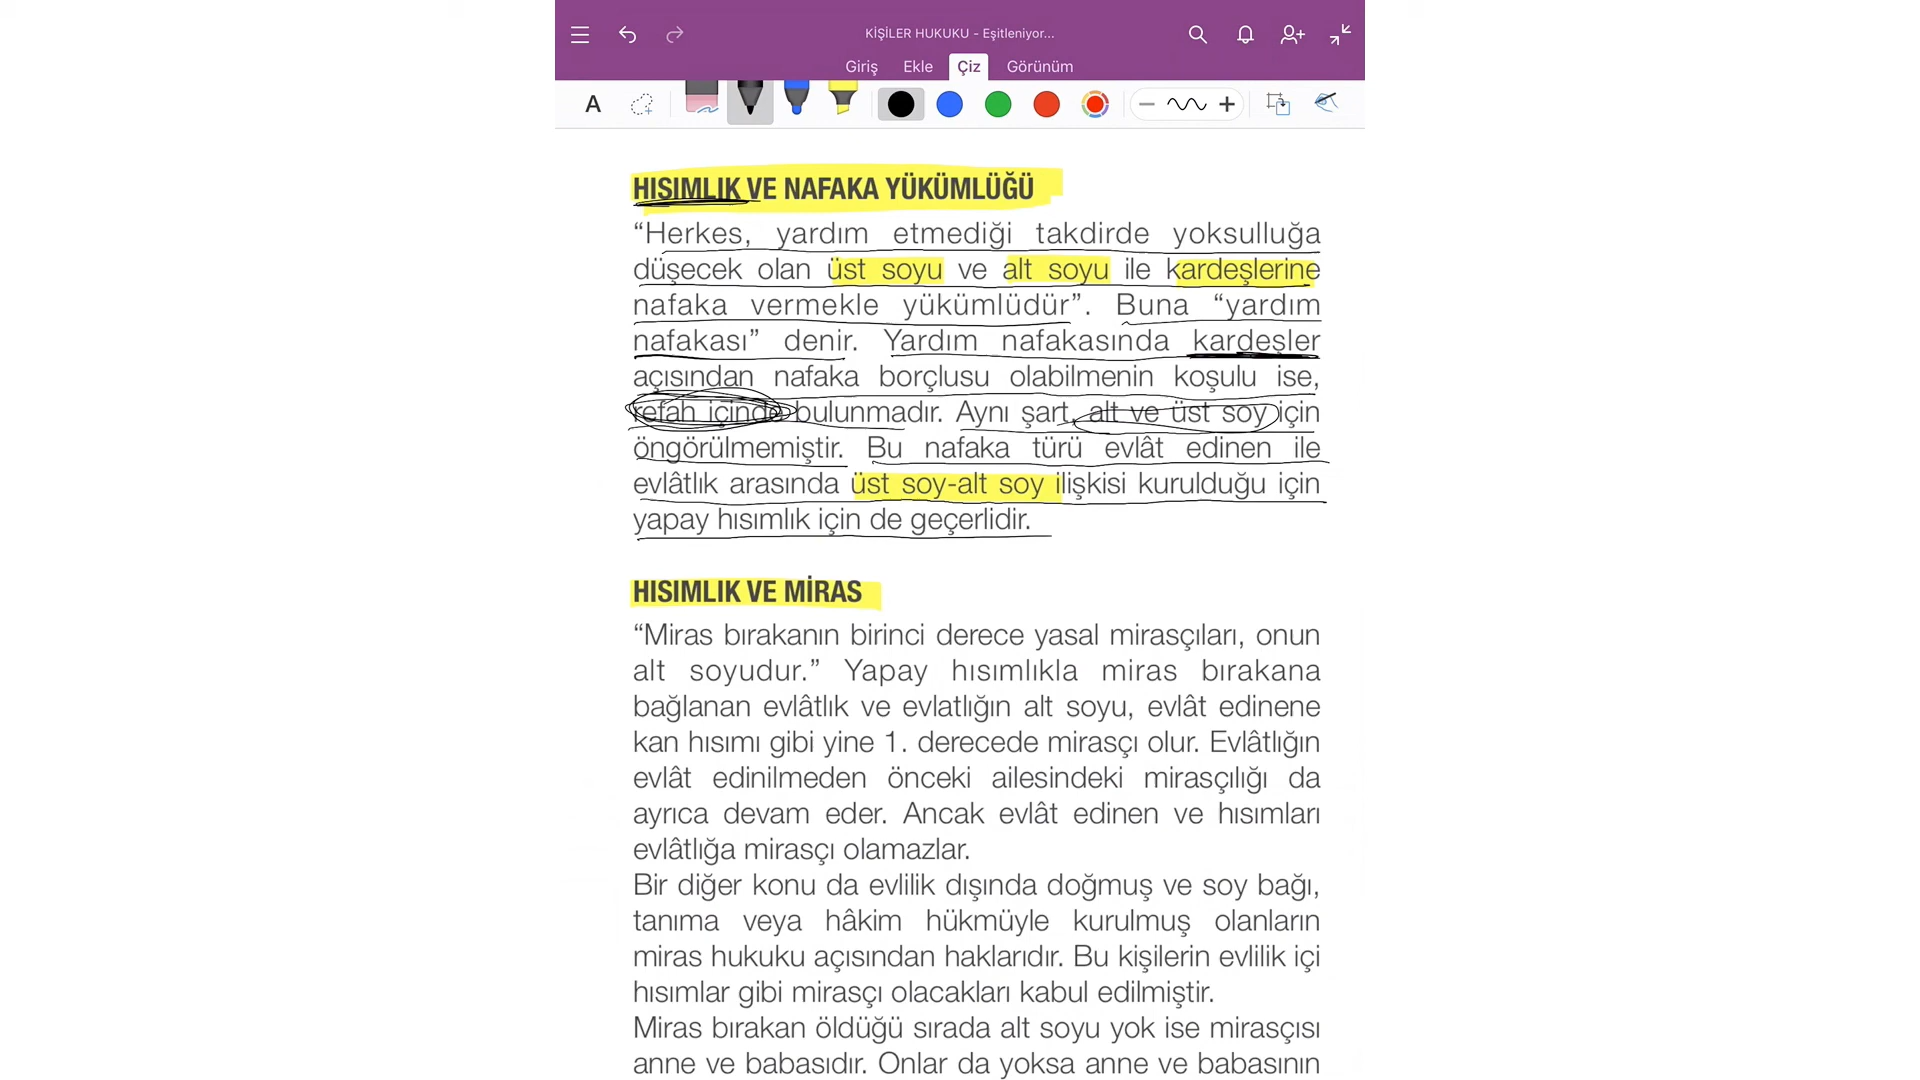 KİŞİLER HUKUKU - Eşitleniyor...
Giriş Ekle Çiz Görünüm
A
HISIMLIK VE NAFAKA YÜKÜMLÜĞÜ
“Herkes, yardım etmediği takdirde yoksulluğa
düşecek olan üst soyu ve alt soyu ile kardeşlerine
nafaka vermekle yükümlüdür”. Buna “yardım
nafakası” denir. Yardım nafakasında kardeşler
açısından nafaka borçlusu olabilmenin koşulu ise,
refah içinde bulunmadır. Aynı şart, alt ve üst soy için
öngörülmemiştir. Bu nafaka türü evlât edinen ile
evlâtlık arasında üst soy-alt soy ilişkisi kurulduğu için
yapay hısımlık için de geçerlidir.
HISIMLIK VE MİRAS
“Miras bırakanın birinci derece yasal mirasçıları, onun
alt soyudur.” Yapay hısımlıkla miras bırakana
bağlanan evlâtlık ve evlatlığın alt soyu, evlât edinene
kan hısımı gibi yine 1. derecede mirasçı olur. Evlâtlığın
evlât edinilmeden önceki ailesindeki mirasçılığı da
ayrıca devam eder. Ancak evlât edinen ve hısımları
evlâtlığa mirasçı olamazlar.
Bir diğer konu da evlilik dışında doğmuş ve soy bağı,
tanıma veya hâkim hükmüyle kurulmuş olanların
miras hukuku açısından haklarıdır. Bu kişilerin evlilik içi
hısımlar gibi mirasçı olacakları kabul edilmiştir.
Miras bırakan öldüğü sırada alt soyu yok ise mirasçısı
anne ve babasıdır. Onlar da yoksa anne ve babasının